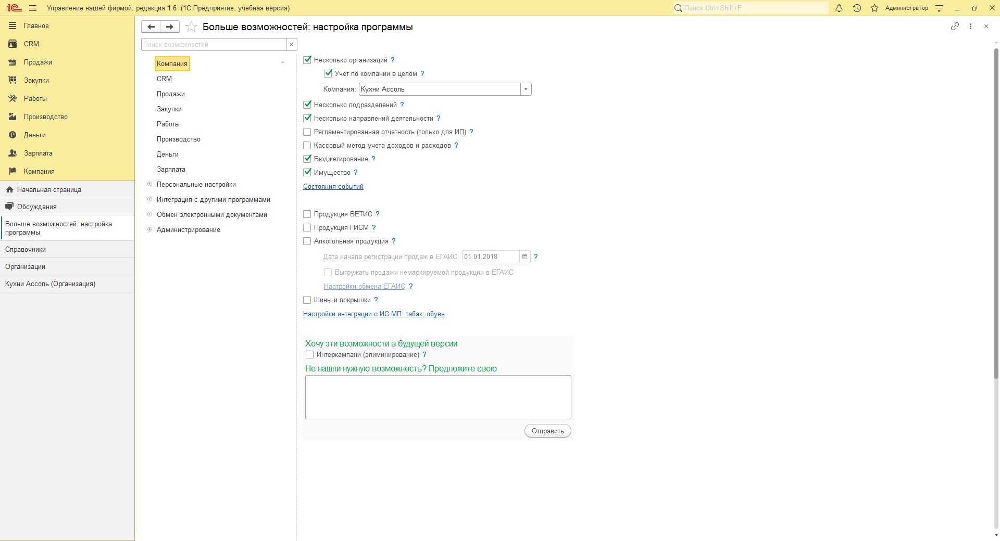 1С Управление нашей фирмой, редакция 1.6 (1С:Предприятие, учебная версия)
Поиск Ctrl+Shift+F
Администратор
Главное
CRM
Продажи
Закупки
Работы
Производство
Деньги
Зарплата
Компания
Начальная страница
Обсуждения
Больше возможностей: настройка
программы
Справочники
Организации
Кухни Ассоль (Организация)
Больше возможностей: настройка программы
Поиск возможностей
×
Компания
CRM
Продажи
Закупки
Работы
Производство
Деньги
Зарплата
Персональные настройки
Интеграция с другими программами
Обмен электронными документами
Администрирование
Несколько организаций ?
Учет по компании в целом ?
Компания: Кухни Ассоль
Несколько подразделений ?
Несколько направлений деятельности ?
Регламентированная отчетность (только для ИП) ?
Кассовый метод учета доходов и расходов ?
Бюджетирование ?
Имущество ?
Состояния событий
Продукция ВЕТИС ?
Продукция ГИСМ ?
Алкогольная продукция ?
Дата начала регистрации продаж в ЕГАИС: 01.01.2018 ?
Выгружать продажи немаркируемой продукции в ЕГАИС
Настройки обмена ЕГАИС ?
Шины и покрышки ?
Настройки интеграции с ИС МП: табак, обувь
Хочу эти возможности в будущей версии
Интеркампани (элиминирование) ?
Не нашли нужную возможность? Предложите свою
Отправить